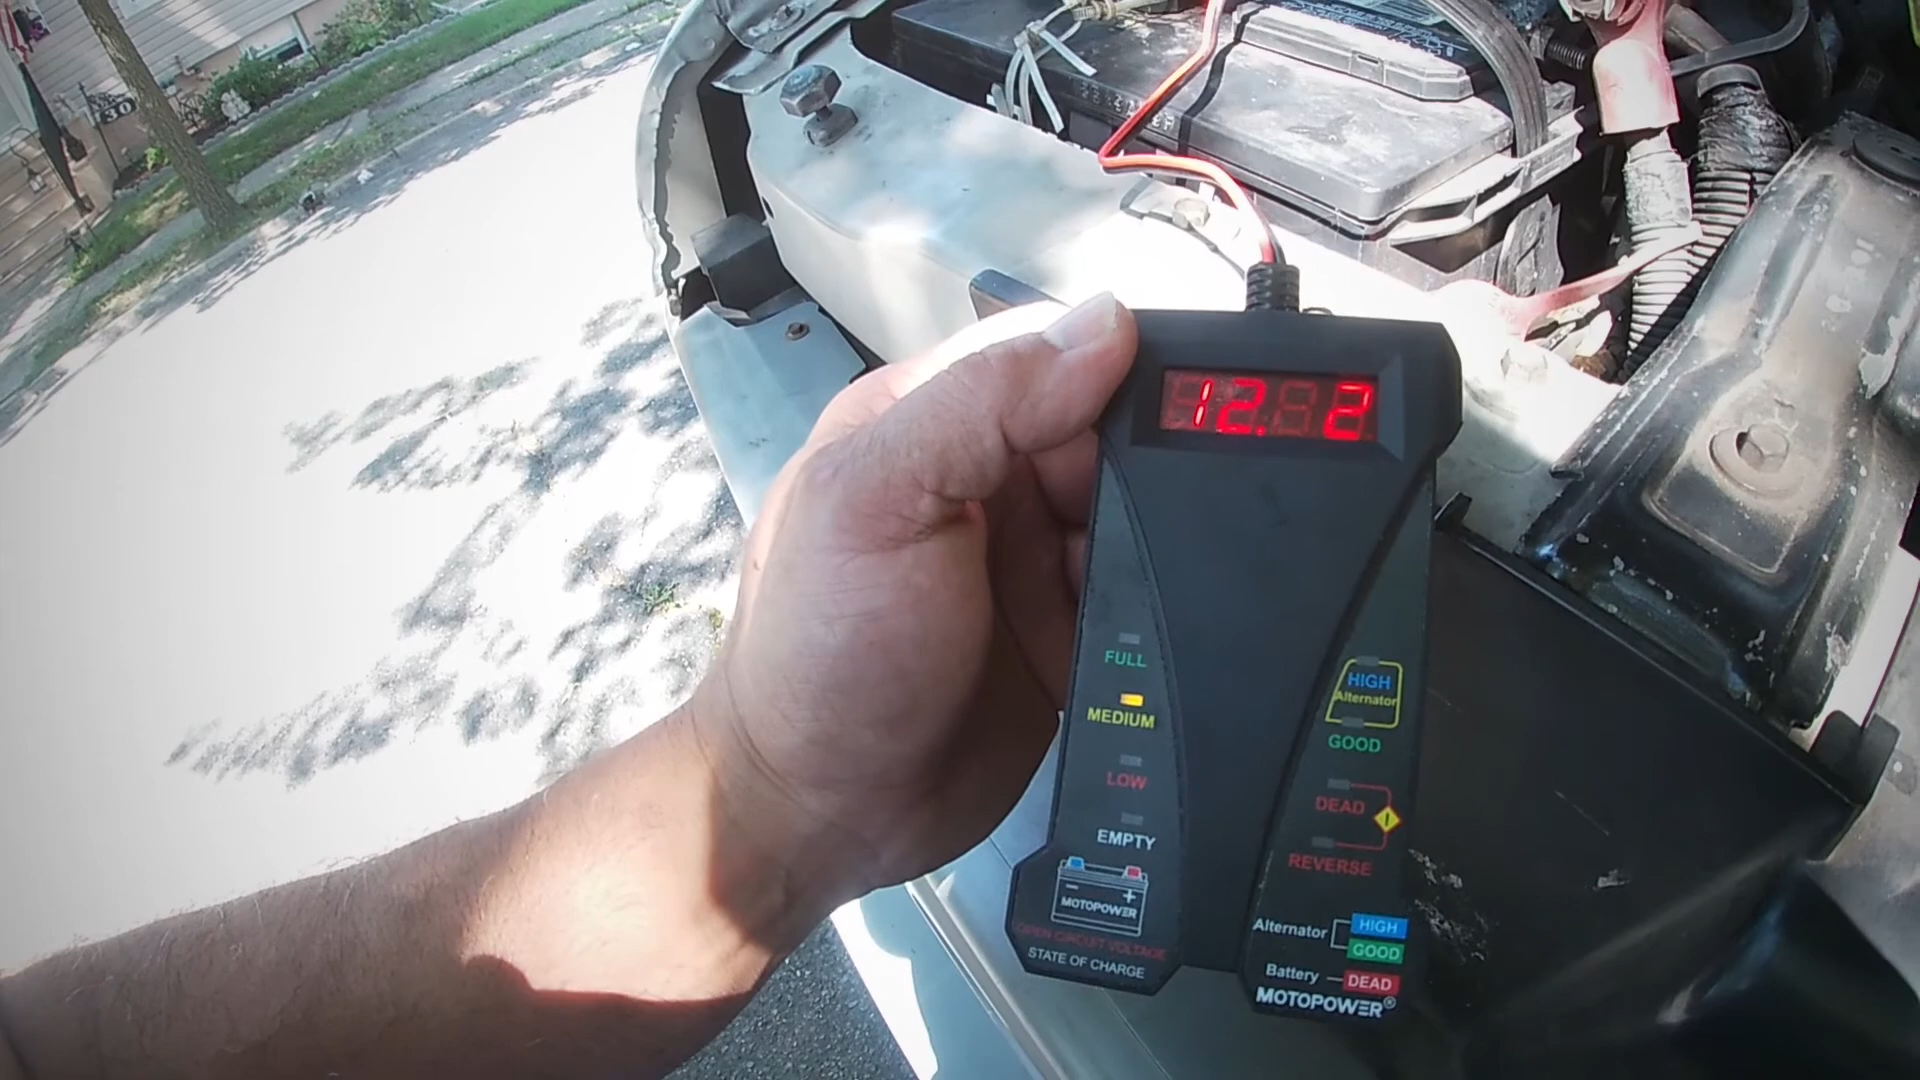 30
12. 2
FULL
MEDIUM
LOW
EMPTY
HIGH
Alternator
GOOD
DEAD
!
REVERSE
- +
MOTOPOWER
OPEN CIRCUIT VOLTAGE
STATE OF CHARGE
Alternator HIGH
GOOD
Battery DEAD
MOTOPOWER®